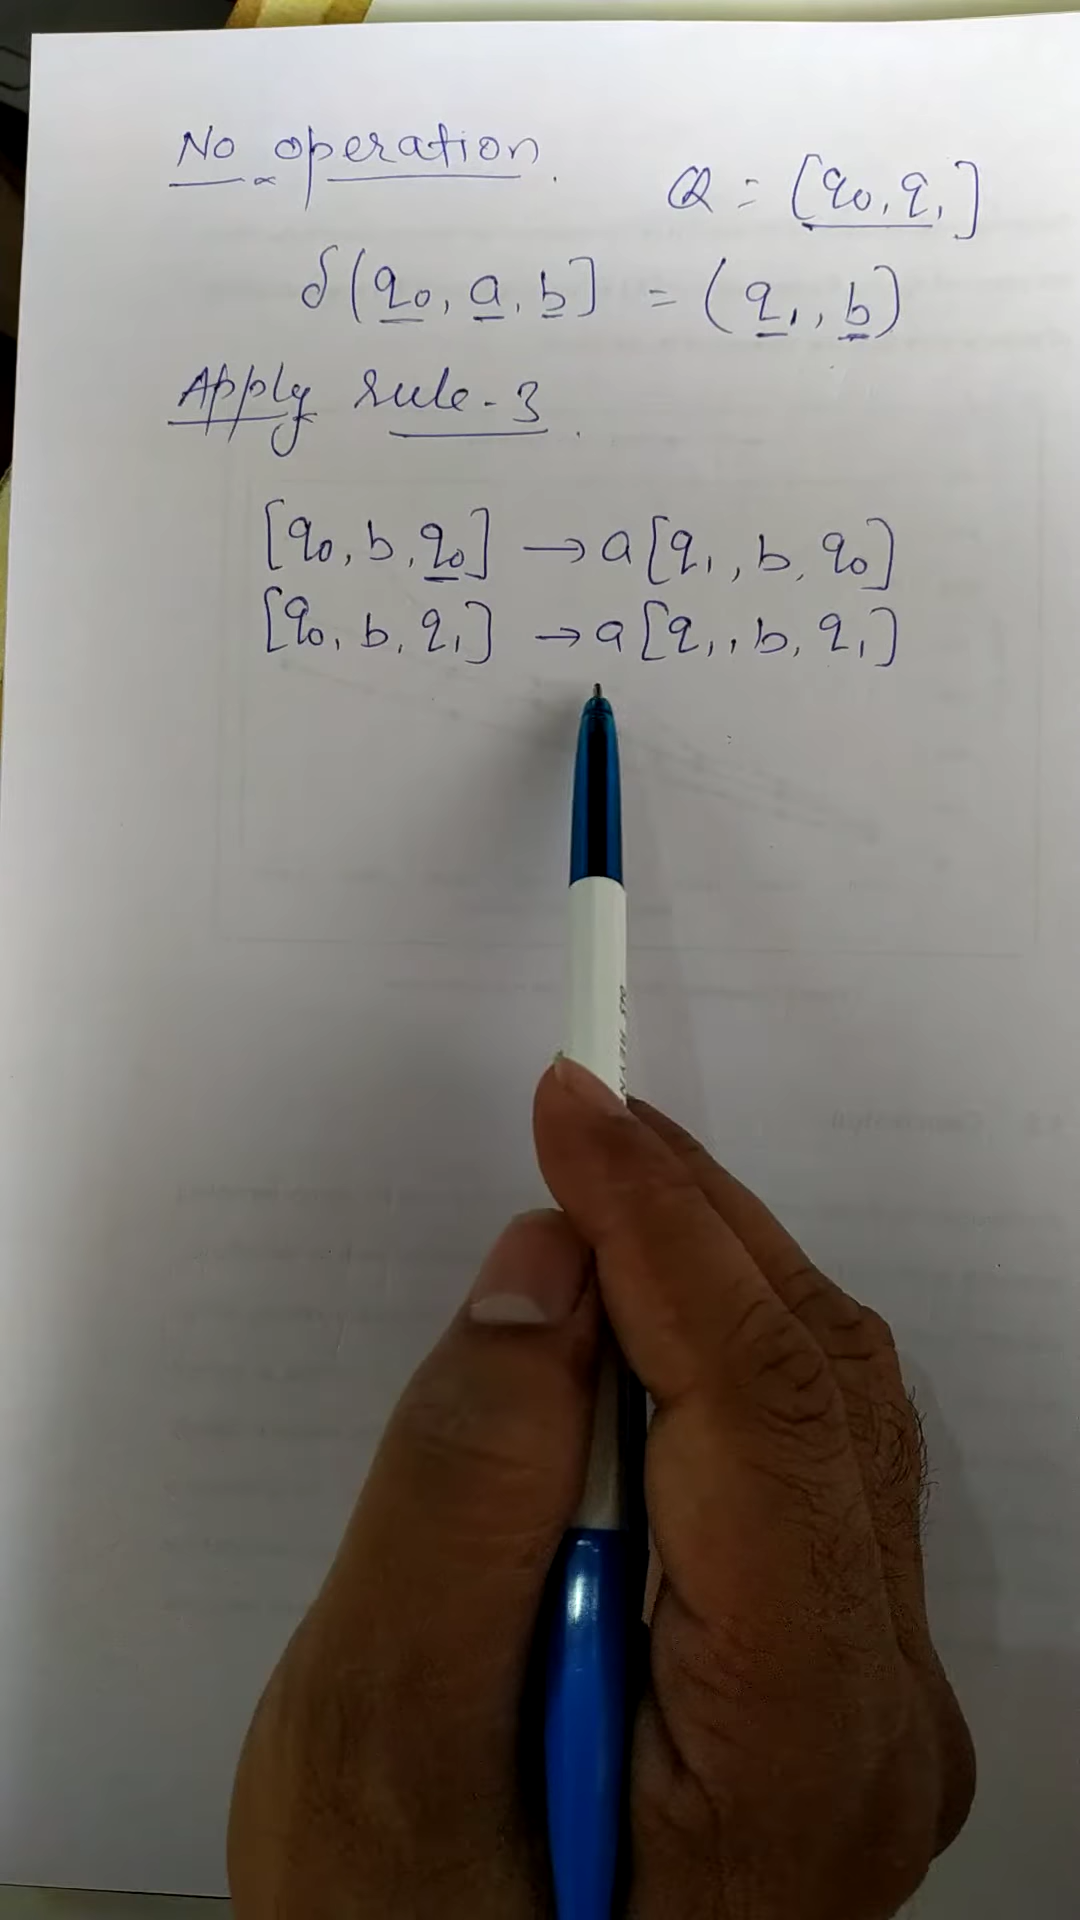 No operation.
Q = [q0, q1]
δ(q0, a, b] = (q1, b)
Apply rule-3.
[q0, b, q0] → a[q1, b, q0]
[q0, b, q1] → a[q1, b, q1]